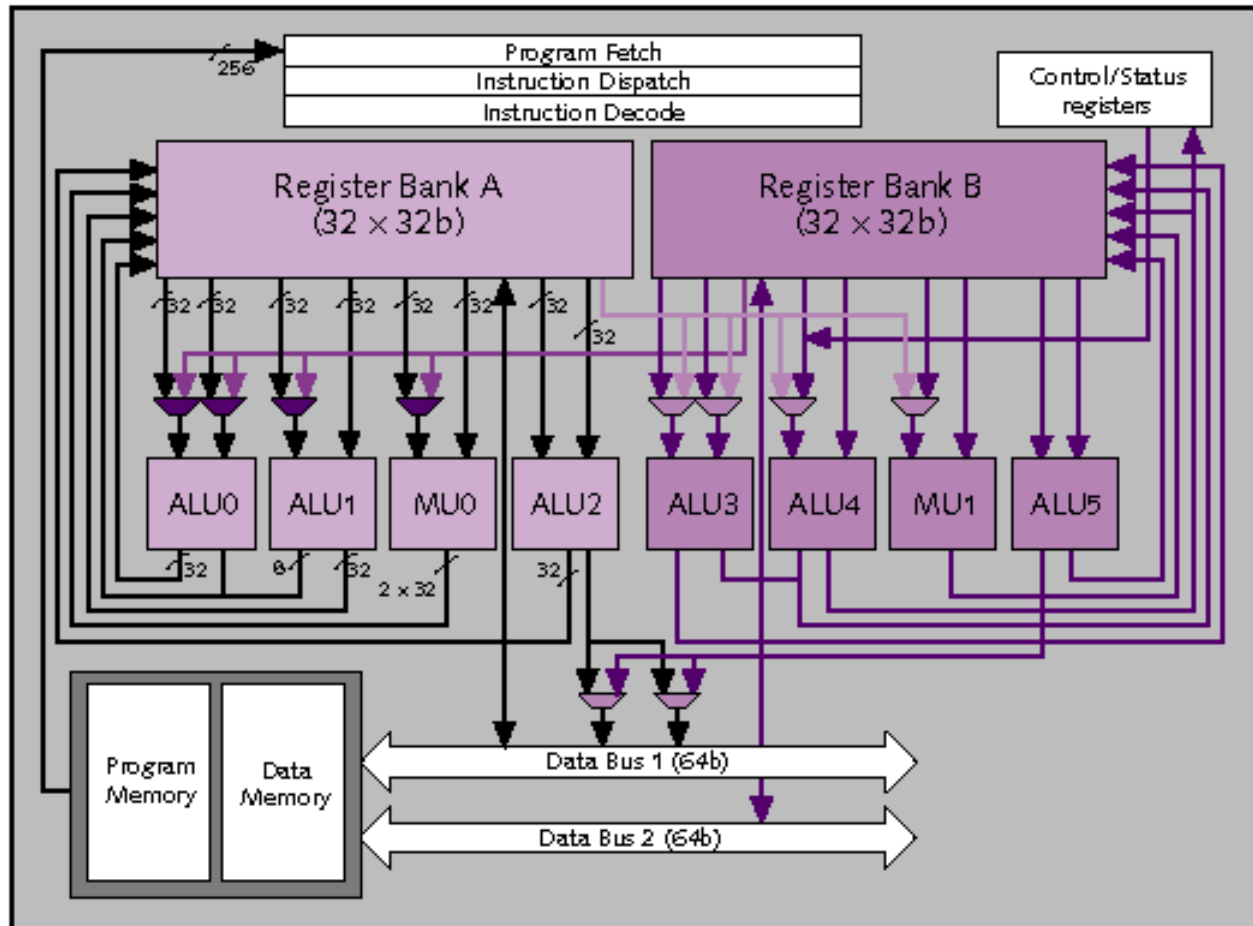 Program Fetch
256
Instruction Dispatch
Control/Status
registers
Instruction Decode
Register Bank A
(32 × 32b)
Register Bank B
(32 × 32b)
32
32
32
32
32
32
32
32
ALU0
ALU1
MU0
ALU2
ALU3
ALU4
MU1
ALU5
32
8
32
2 × 32
32
Program
Memory
Data
Memory
Data Bus 1 (64b)
Data Bus 2 (64b)